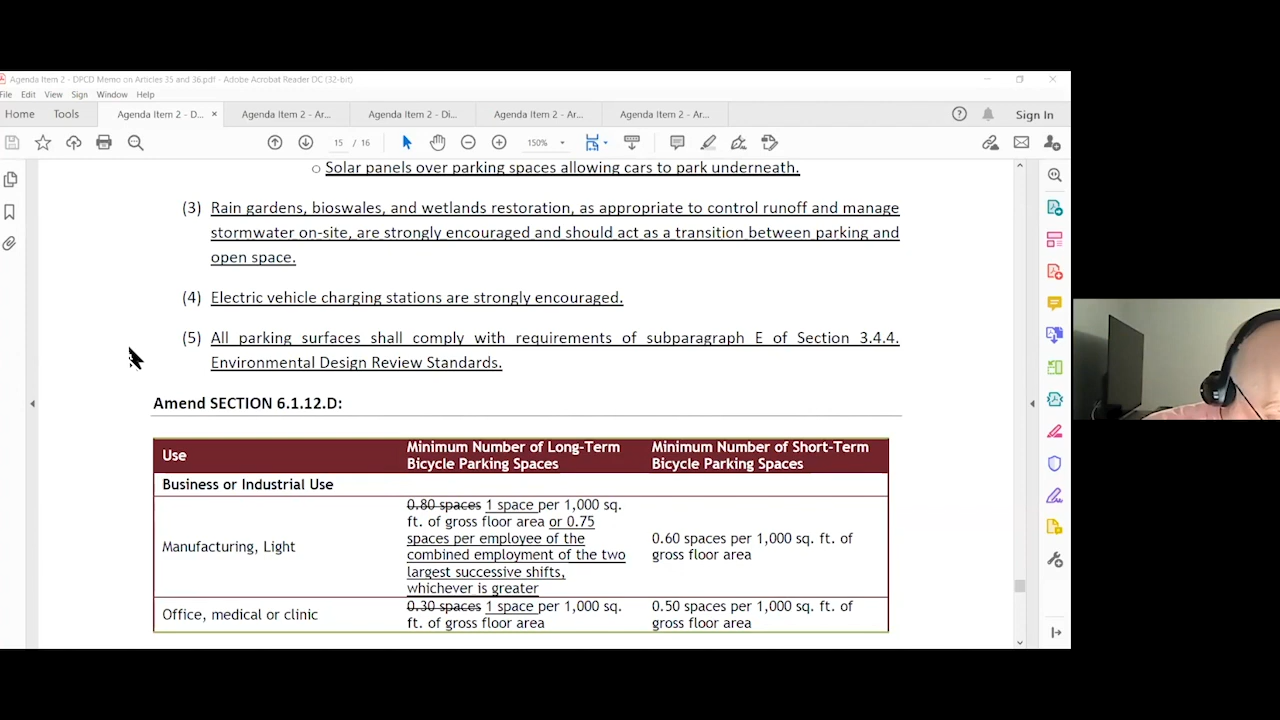 Agenda Item 2 - DPCD Memo on Articles 35 and 36.pdf - Adobe Acrobat Reader DC (32-bit)
File Edit View Sign Window Help
Home Tools Agenda Item 2 - D... × Agenda Item 2 - Ar... Agenda Item 2 - Di... Agenda Item 2 - Ar... Agenda Item 2 - Ar... Sign In
15 / 16 150%
○ Solar panels over parking spaces allowing cars to park underneath.
(3) Rain gardens, bioswales, and wetlands restoration, as appropriate to control runoff and manage
stormwater on-site, are strongly encouraged and should act as a transition between parking and
open space.
(4) Electric vehicle charging stations are strongly encouraged.
(5) All parking surfaces shall comply with requirements of subparagraph E of Section 3.4.4.
Environmental Design Review Standards.
Amend SECTION 6.1.12.D:
Use
Minimum Number of Long-Term
Bicycle Parking Spaces
Minimum Number of Short-Term
Bicycle Parking Spaces
Business or Industrial Use
Manufacturing, Light
0.80 spaces 1 space per 1,000 sq.
ft. of gross floor area or 0.75
spaces per employee of the
combined employment of the two
largest successive shifts,
whichever is greater
0.60 spaces per 1,000 sq. ft. of
gross floor area
Office, medical or clinic
0.30 spaces 1 space per 1,000 sq.
ft. of gross floor area
0.50 spaces per 1,000 sq. ft. of
gross floor area